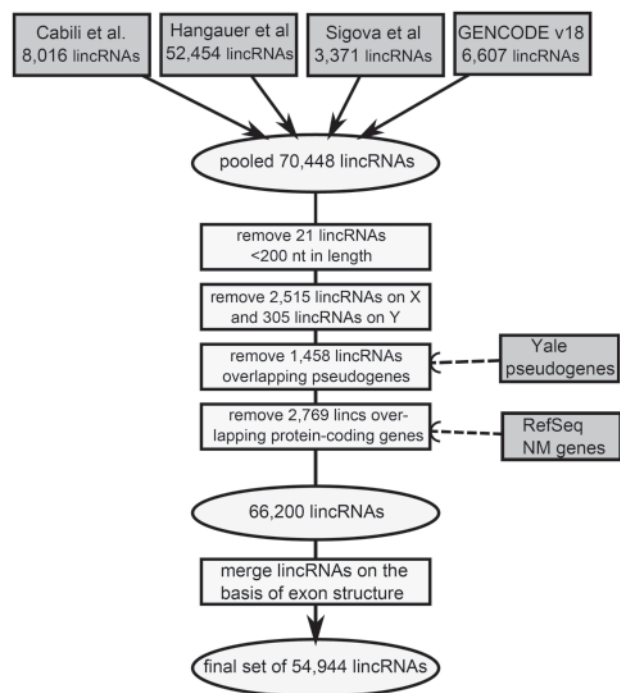 Cabili et al.
8,016 lincRNAs
Hangauer et al
52,454 lincRNAs
Sigova et al
3,371 lincRNAs
GENCODE v18
6,607 lincRNAs
pooled 70,448 lincRNAs
remove 21 lincRNAs
<200 nt in length
remove 2,515 lincRNAs on X
and 305 lincRNAs on Y
remove 1,458 lincRNAs
overlapping pseudogenes
Yale
pseudogenes
remove 2,769 lincs over-
lapping protein-coding genes
RefSeq
NM genes
66,200 lincRNAs
merge lincRNAs on the
basis of exon structure
final set of 54,944 lincRNAs